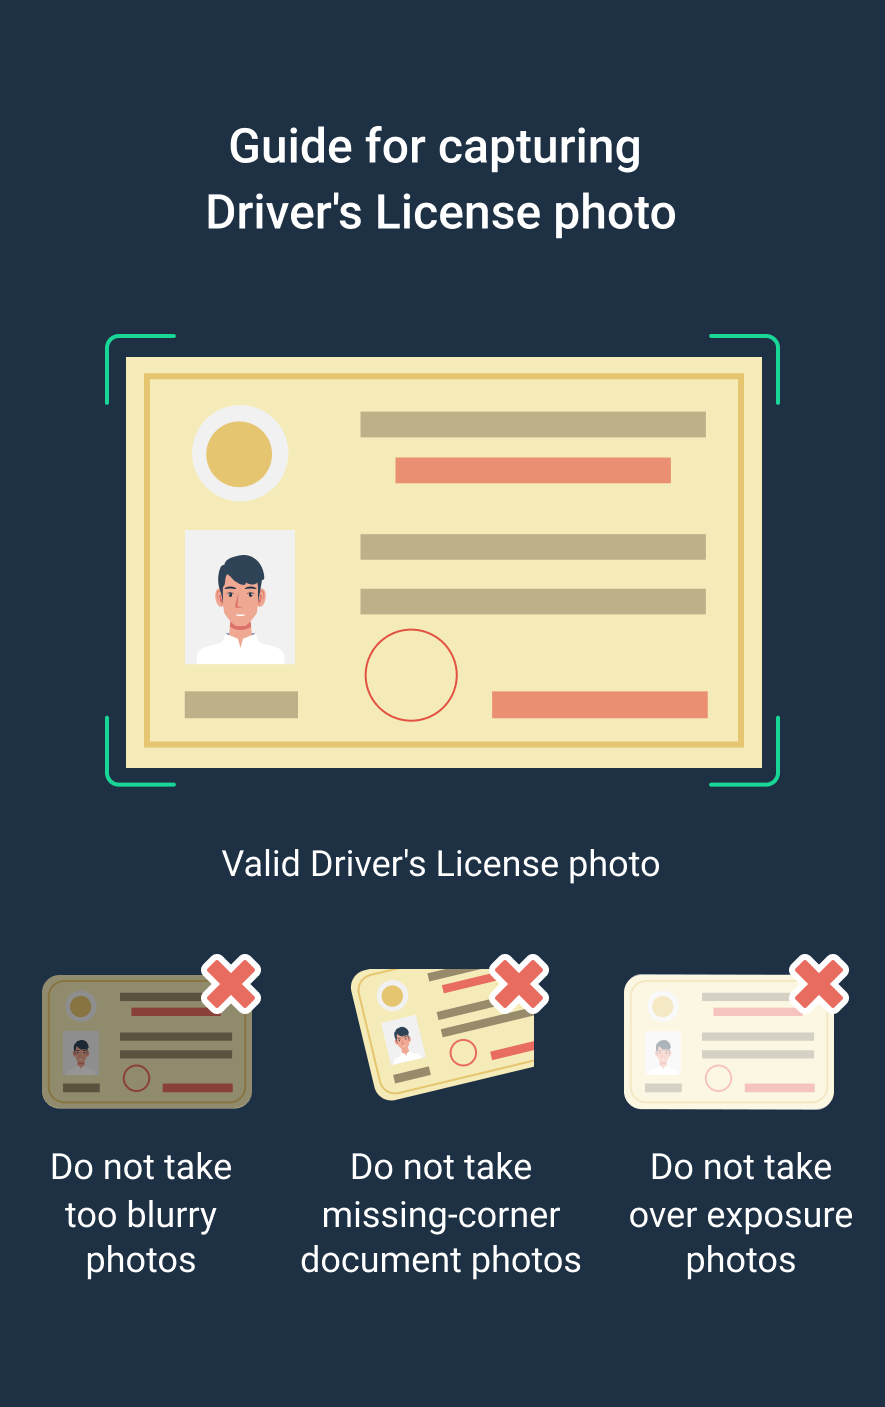 Guide for capturing
Driver's License photo
Valid Driver's License photo
Do not take
too blurry
photos
Do not take
missing-corner
document photos
Do not take
over exposure
photos